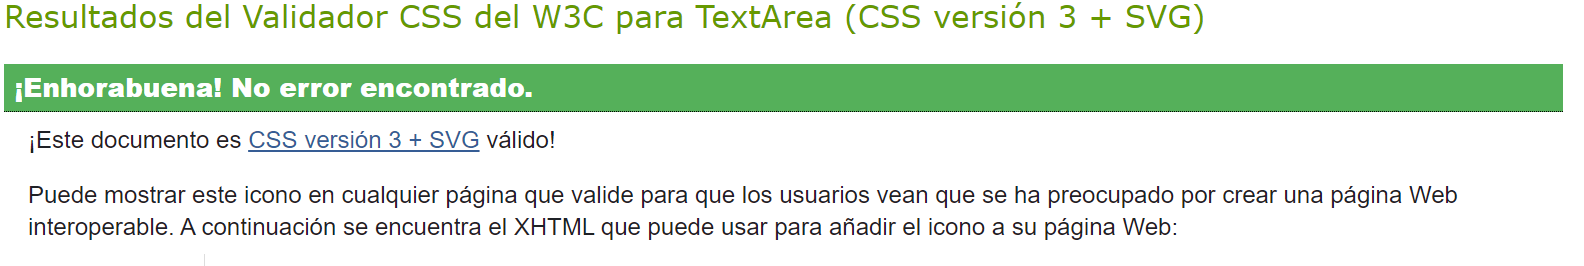 Resultados del Validador CSS del W3C para TextArea (CSS versión 3 + SVG)
¡Enhorabuena! No error encontrado.
¡Este documento es CSS versión 3 + SVG válido!
Puede mostrar este icono en cualquier página que valide para que los usuarios vean que se ha preocupado por crear una página Web
interoperable. A continuación se encuentra el XHTML que puede usar para añadir el icono a su página Web: